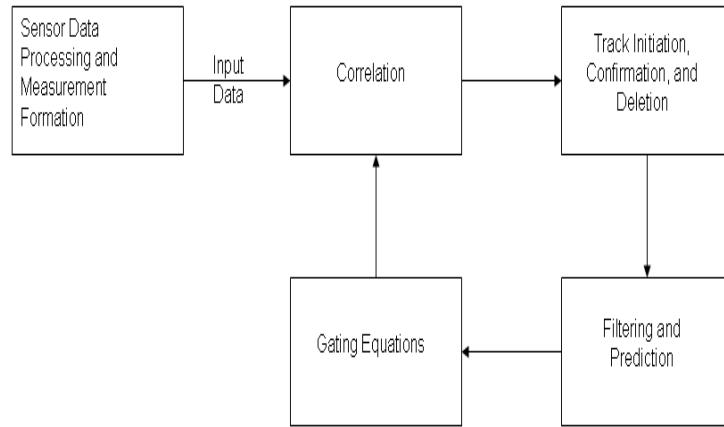 Sensor Data
Processing and
Measurement
Formation
Input
Data
Correlation
Track Initiation,
Confirmation, and
Deletion
Gating Equations
Filtering and
Prediction